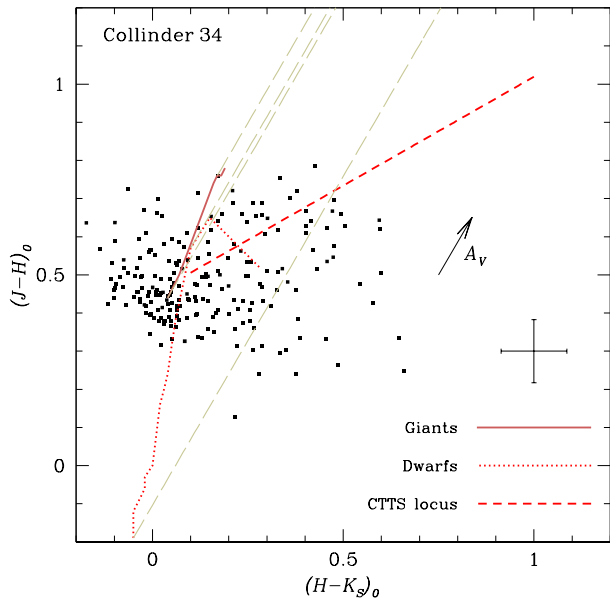 Collinder 34
1
0.5
0
(J−H)₀
A_V
Giants
Dwarfs
CTTS locus
0
0.5
1
(H−K_S)₀